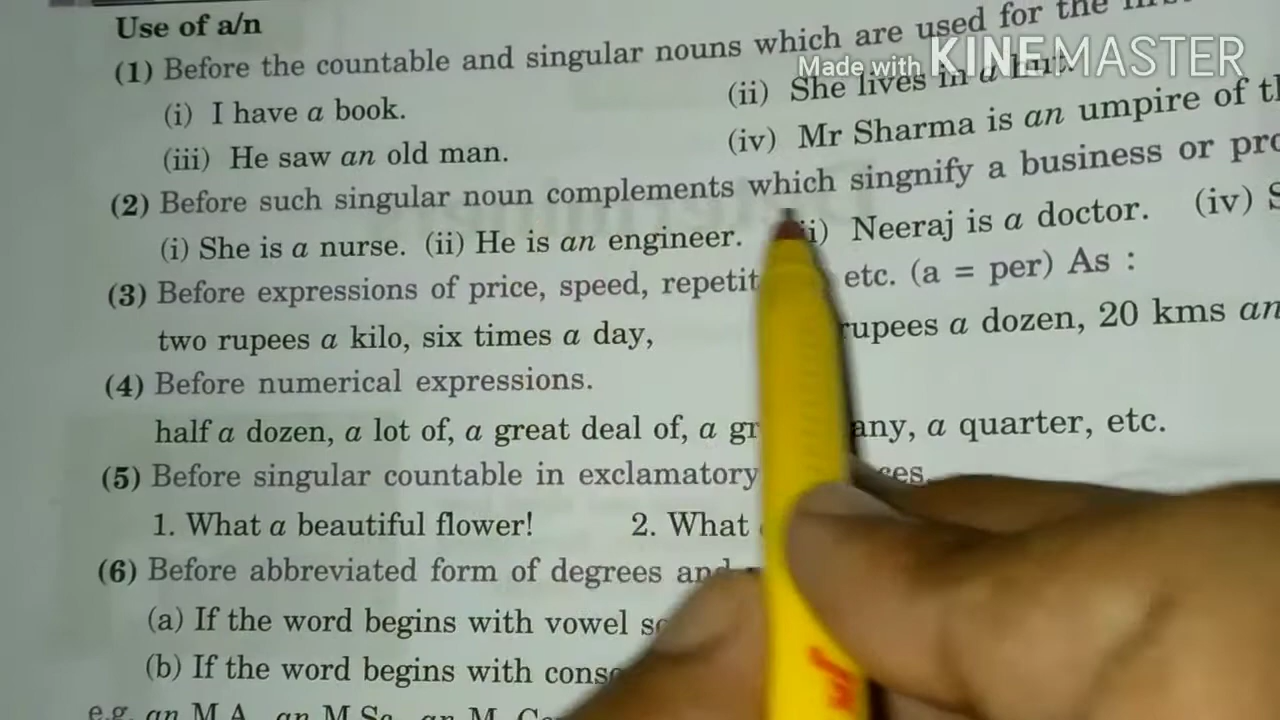 Use of a/n
(1) Before the countable and singular nouns which are used for the
Made with KINEMASTER
(i) I have a book. (ii) She lives in a hut.
(iii) He saw an old man. (iv) Mr Sharma is an umpire of
(2) Before such singular noun complements which singnify a business or
(i) She is a nurse. (ii) He is an engineer. Neeraj is a doctor. (iv)
(3) Before expressions of price, speed, etc. (a = per) As :
two rupees a kilo, six times a day, rupees a dozen, 20 kms an
(4) Before numerical expressions.
half a dozen, a lot of, a great deal of, a a quarter, etc.
(5) Before singular countable in exclamatory
1. What a beautiful flower! 2. What
(6) Before abbreviated form of degrees and
(a) If the word begins with vowel
(b) If the word begins with
e.g. an M.A. an M.Sc. an M.